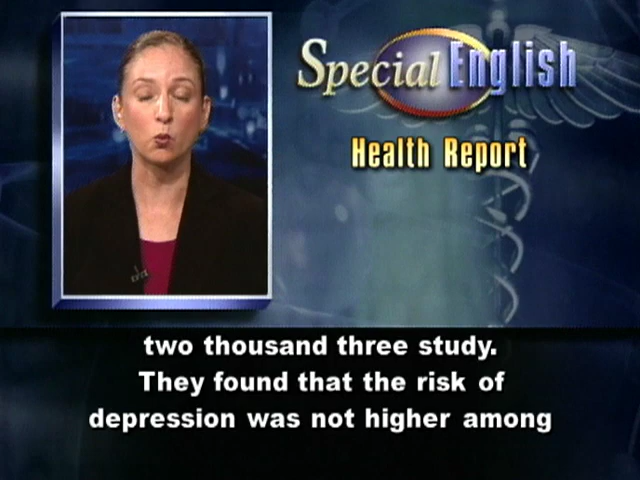 Special English
Health Report
two thousand three study.
They found that the risk of
depression was not higher among